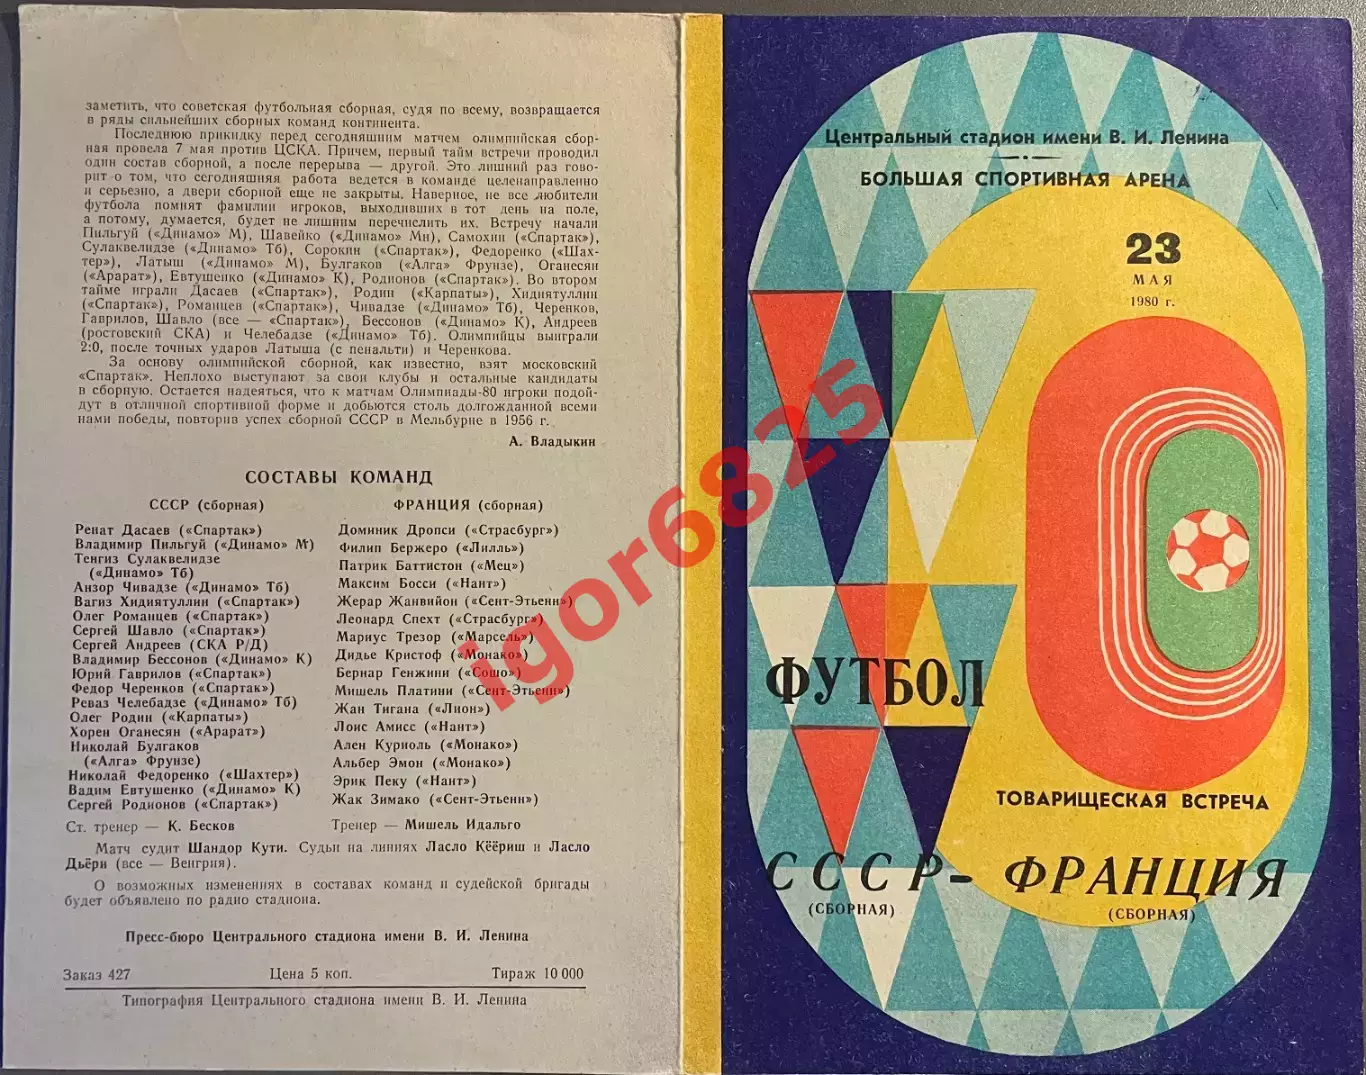 заметить, что советская футбольная сборная, судя по всему, возвращается
в ряды сильнейших сборных команд континента.
Последнюю прикидку перед сегодняшним матчем олимпийская сбор-
ная провела 7 мая против ЦСКА. Причем, первый тайм встречи проводил
один состав сборной, а после перерыва — другой. Это лишний раз гово-
рит о том, что сегодняшняя работа ведется в команде целенаправленно
и серьезно, а двери сборной еще не закрыты. Наверное, не все любители
футбола помнят фамилии игроков, выходивших в тот день на поле,
а потому, думается, будет не лишним перечислить их. Встречу начали
Пильгуй («Динамо» М), Шавейко («Динамо» Мн), Самохин («Спартак»),
Сулаквелидзе («Динамо» Тб), Сорокин («Спартак»), Федоренко («Шах-
тер»), Латыш («Динамо» М), Булгаков («Алга» Фрунзе), Оганесян
(«Арарат»), Евтушенко («Динамо» К), Родионов («Спартак»). Во втором
тайме играли Дасаев («Спартак»), Родин («Карпаты»), Хидиятуллин
(«Спартак»), Романцев («Спартак»), Чивадзе («Динамо» Тб), Черенков,
Гаврилов, Шавло (все — «Спартак»), Бессонов («Динамо» К), Андреев
(ростовский СКА) и Челебадзе («Динамо» Тб). Олимпийцы выиграли
2:0, после точных ударов Латыша (с пенальти) и Черенкова.
За основу олимпийской сборной, как известно, взят московский
«Спартак». Неплохо выступают за свои клубы и остальные кандидаты
в сборную. Остается надеяться, что к матчам Олимпиады-80 игроки подой-
дут в отличной спортивной форме и добьются столь долгожданной всеми
нами победы, повторив успех сборной СССР в Мельбурне в 1956 г.
А. Владыкин
СОСТАВЫ КОМАНД
СССР (сборная)
Ренат Дасаев («Спартак»)
Владимир Пильгуй («Динамо» М)
Тенгиз Сулаквелидзе
(«Динамо» Тб)
Анзор Чивадзе («Динамо» Тб)
Вагиз Хидиятуллин («Спартак»)
Олег Романцев («Спартак»)
Сергей Шавло («Спартак»)
Сергей Андреев (СКА Р/Д)
Владимир Бессонов («Динамо» К)
Юрий Гаврилов («Спартак»)
Федор Черенков («Спартак»)
Реваз Челебадзе («Динамо» Тб)
Олег Родин («Карпаты»)
Хорен Оганесян («Арарат»)
Николай Булгаков
(«Алга» Фрунзе)
Николай Федоренко («Шахтер»)
Вадим Евтушенко («Динамо» К)
Сергей Родионов («Спартак»)
Ст. тренер — К. Бесков
ФРАНЦИЯ (сборная)
Доминик Дропси («Страсбург»)
Филип Бержеро («Лилль»)
Патрик Баттистон («Мец»)
Максим Босси («Нант»)
Жерар Жанвийон («Сент-Этьенн»)
Леонард Спехт («Страсбург»)
Мариус Трезор («Марсель»)
Дидье Кристоф («Монако»)
Бернар Генжини («Сошо»)
Мишель Платини («Сент-Этьенн»)
Жан Тигана («Лион»)
Лоис Амисс («Нант»)
Ален Куриоль («Монако»)
Альбер Эмон («Монако»)
Эрик Пеку («Нант»)
Жак Зимако («Сент-Этьенн»)
Тренер — Мишель Идальго
Матч судит Шандор Кути. Судьи на линиях Ласло Кёёриш и Ласло
Дьёри (все — Венгрия).
О возможных изменениях в составах команд и судейской бригады
будет объявлено по радио стадиона.
Пресс-бюро Центрального стадиона имени В. И. Ленина
Заказ 427 Цена 5 коп. Тираж 10 000
Типография Центрального стадиона имени В. И. Ленина
Центральный стадион имени В. И. Ленина
БОЛЬШАЯ СПОРТИВНАЯ АРЕНА
23
МАЯ
1980 г.
ФУТБОЛ
ТОВАРИЩЕСКАЯ ВСТРЕЧА
СССР – ФРАНЦИЯ
(СБОРНАЯ) (СБОРНАЯ)
igor6825